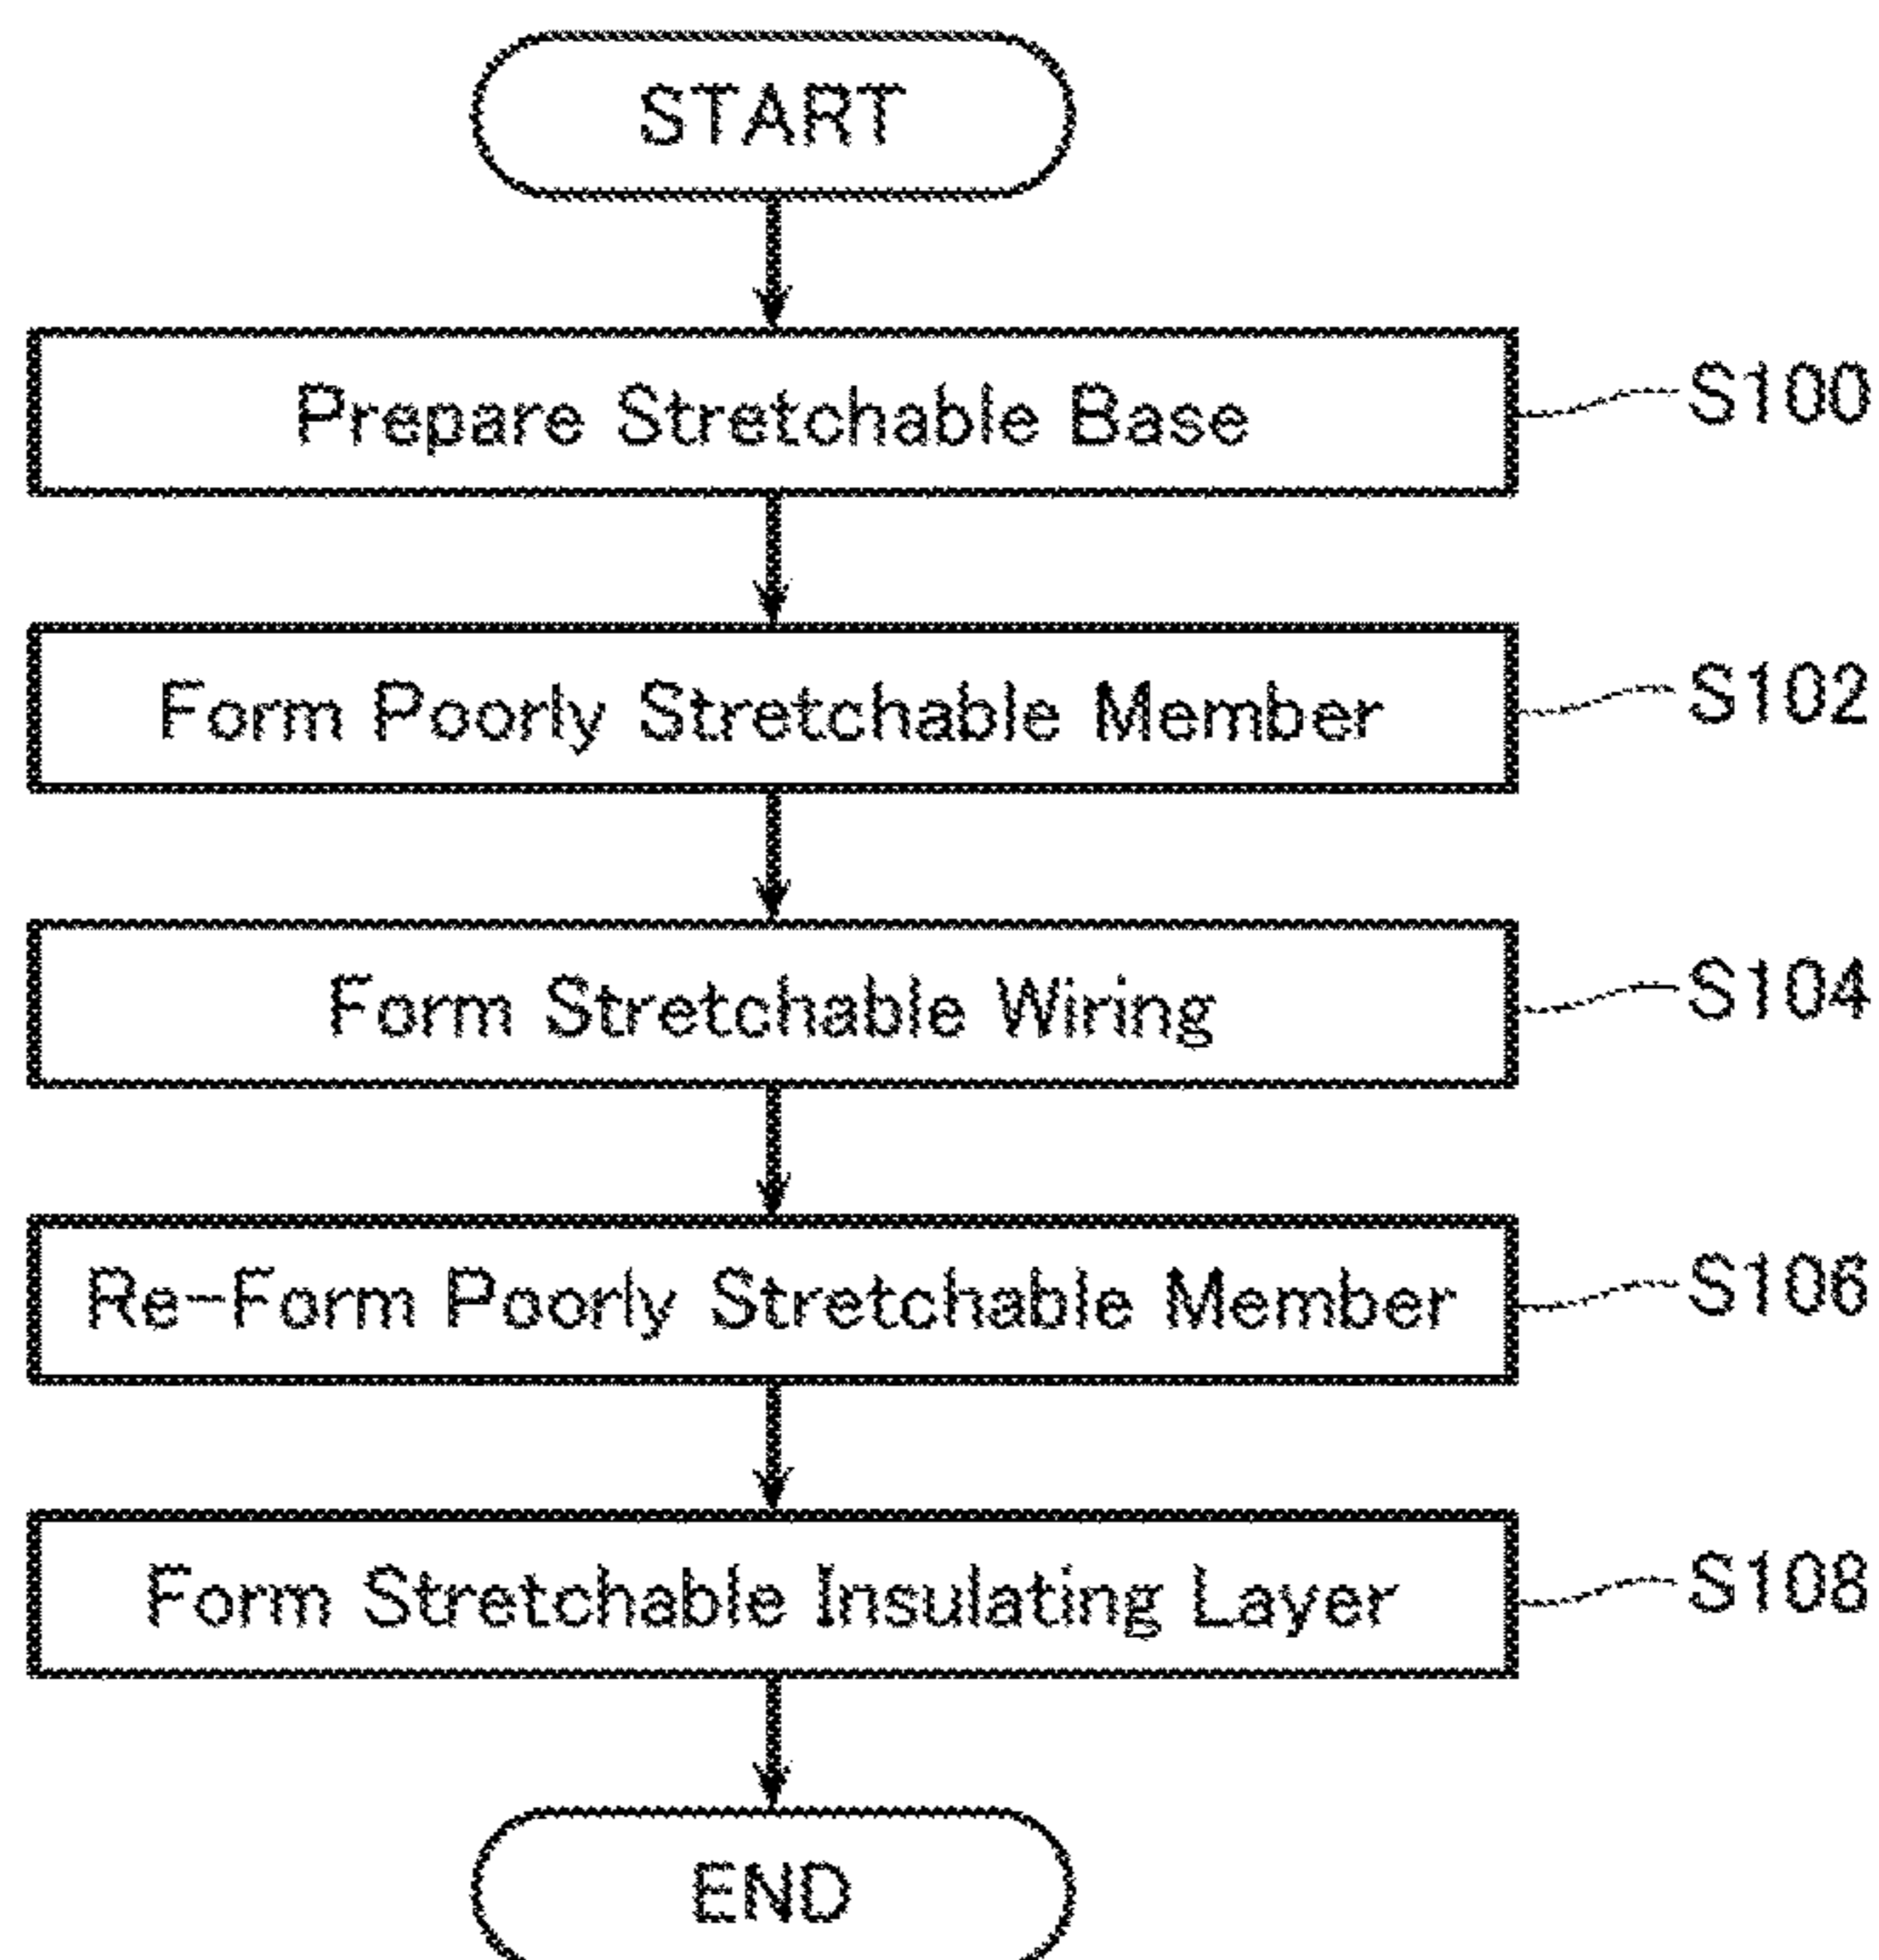 START
Prepare Stretchable Base
S100
Form Poorly Stretchable Member
S102
Form Stretchable Wiring
S104
Re-Form Poorly Stretchable Member
S106
Form Stretchable Insulating Layer
S108
END